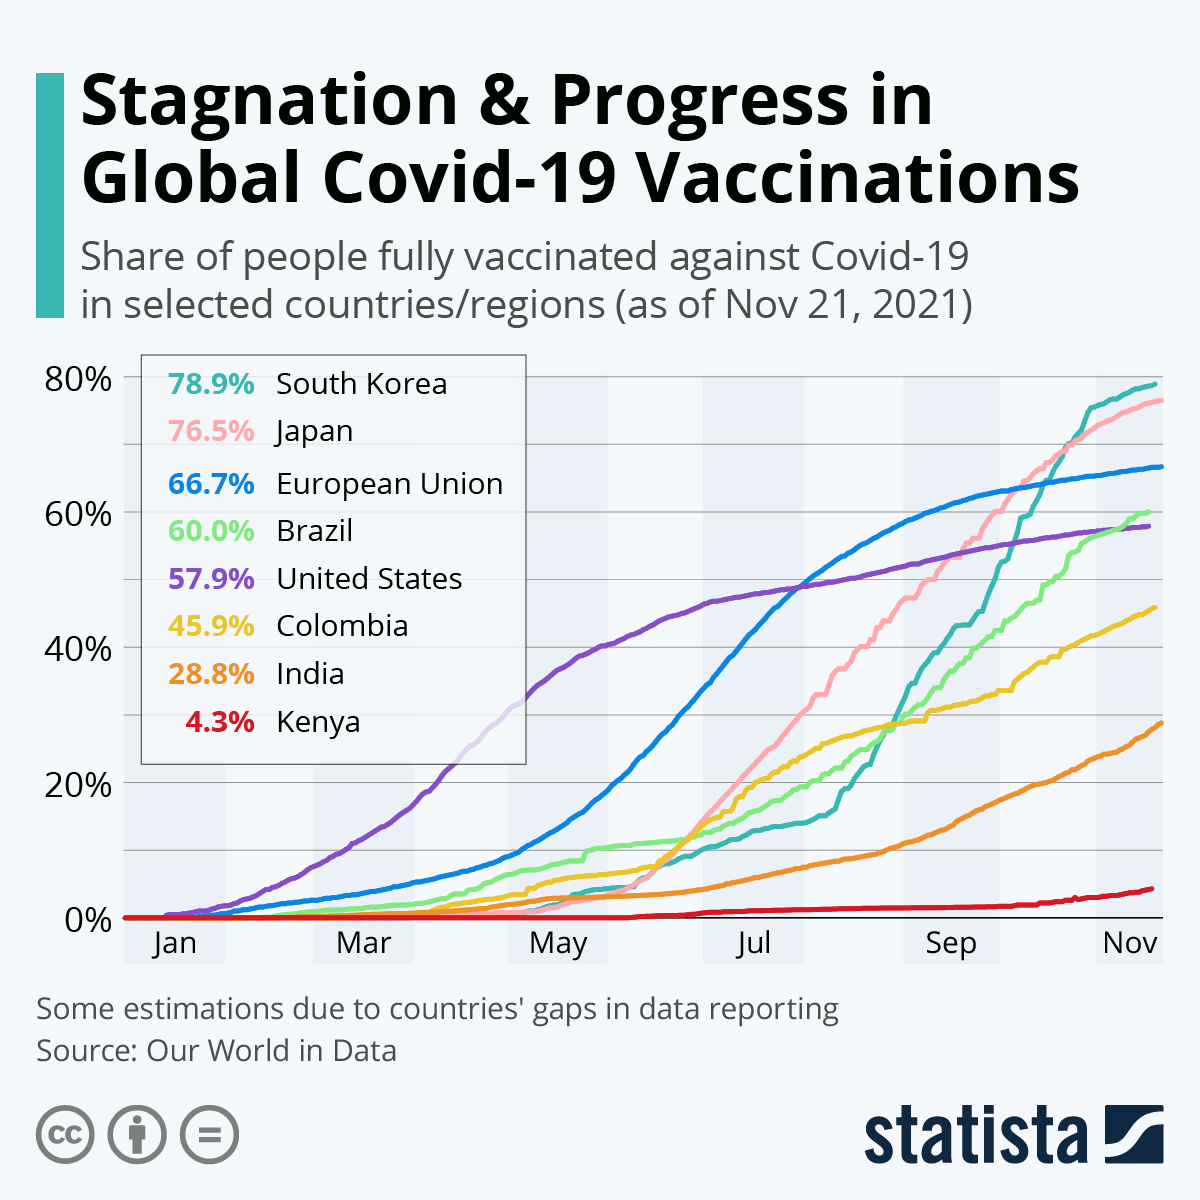 Stagnation & Progress in
Global Covid-19 Vaccinations
Share of people fully vaccinated against Covid-19
in selected countries/regions (as of Nov 21, 2021)
80%
60%
40%
20%
0%
78.9% South Korea
76.5% Japan
66.7% European Union
60.0% Brazil
57.9% United States
45.9% Colombia
28.8% India
4.3% Kenya
Jan Mar May Jul Sep Nov
Some estimations due to countries' gaps in data reporting
Source: Our World in Data
cc
statista